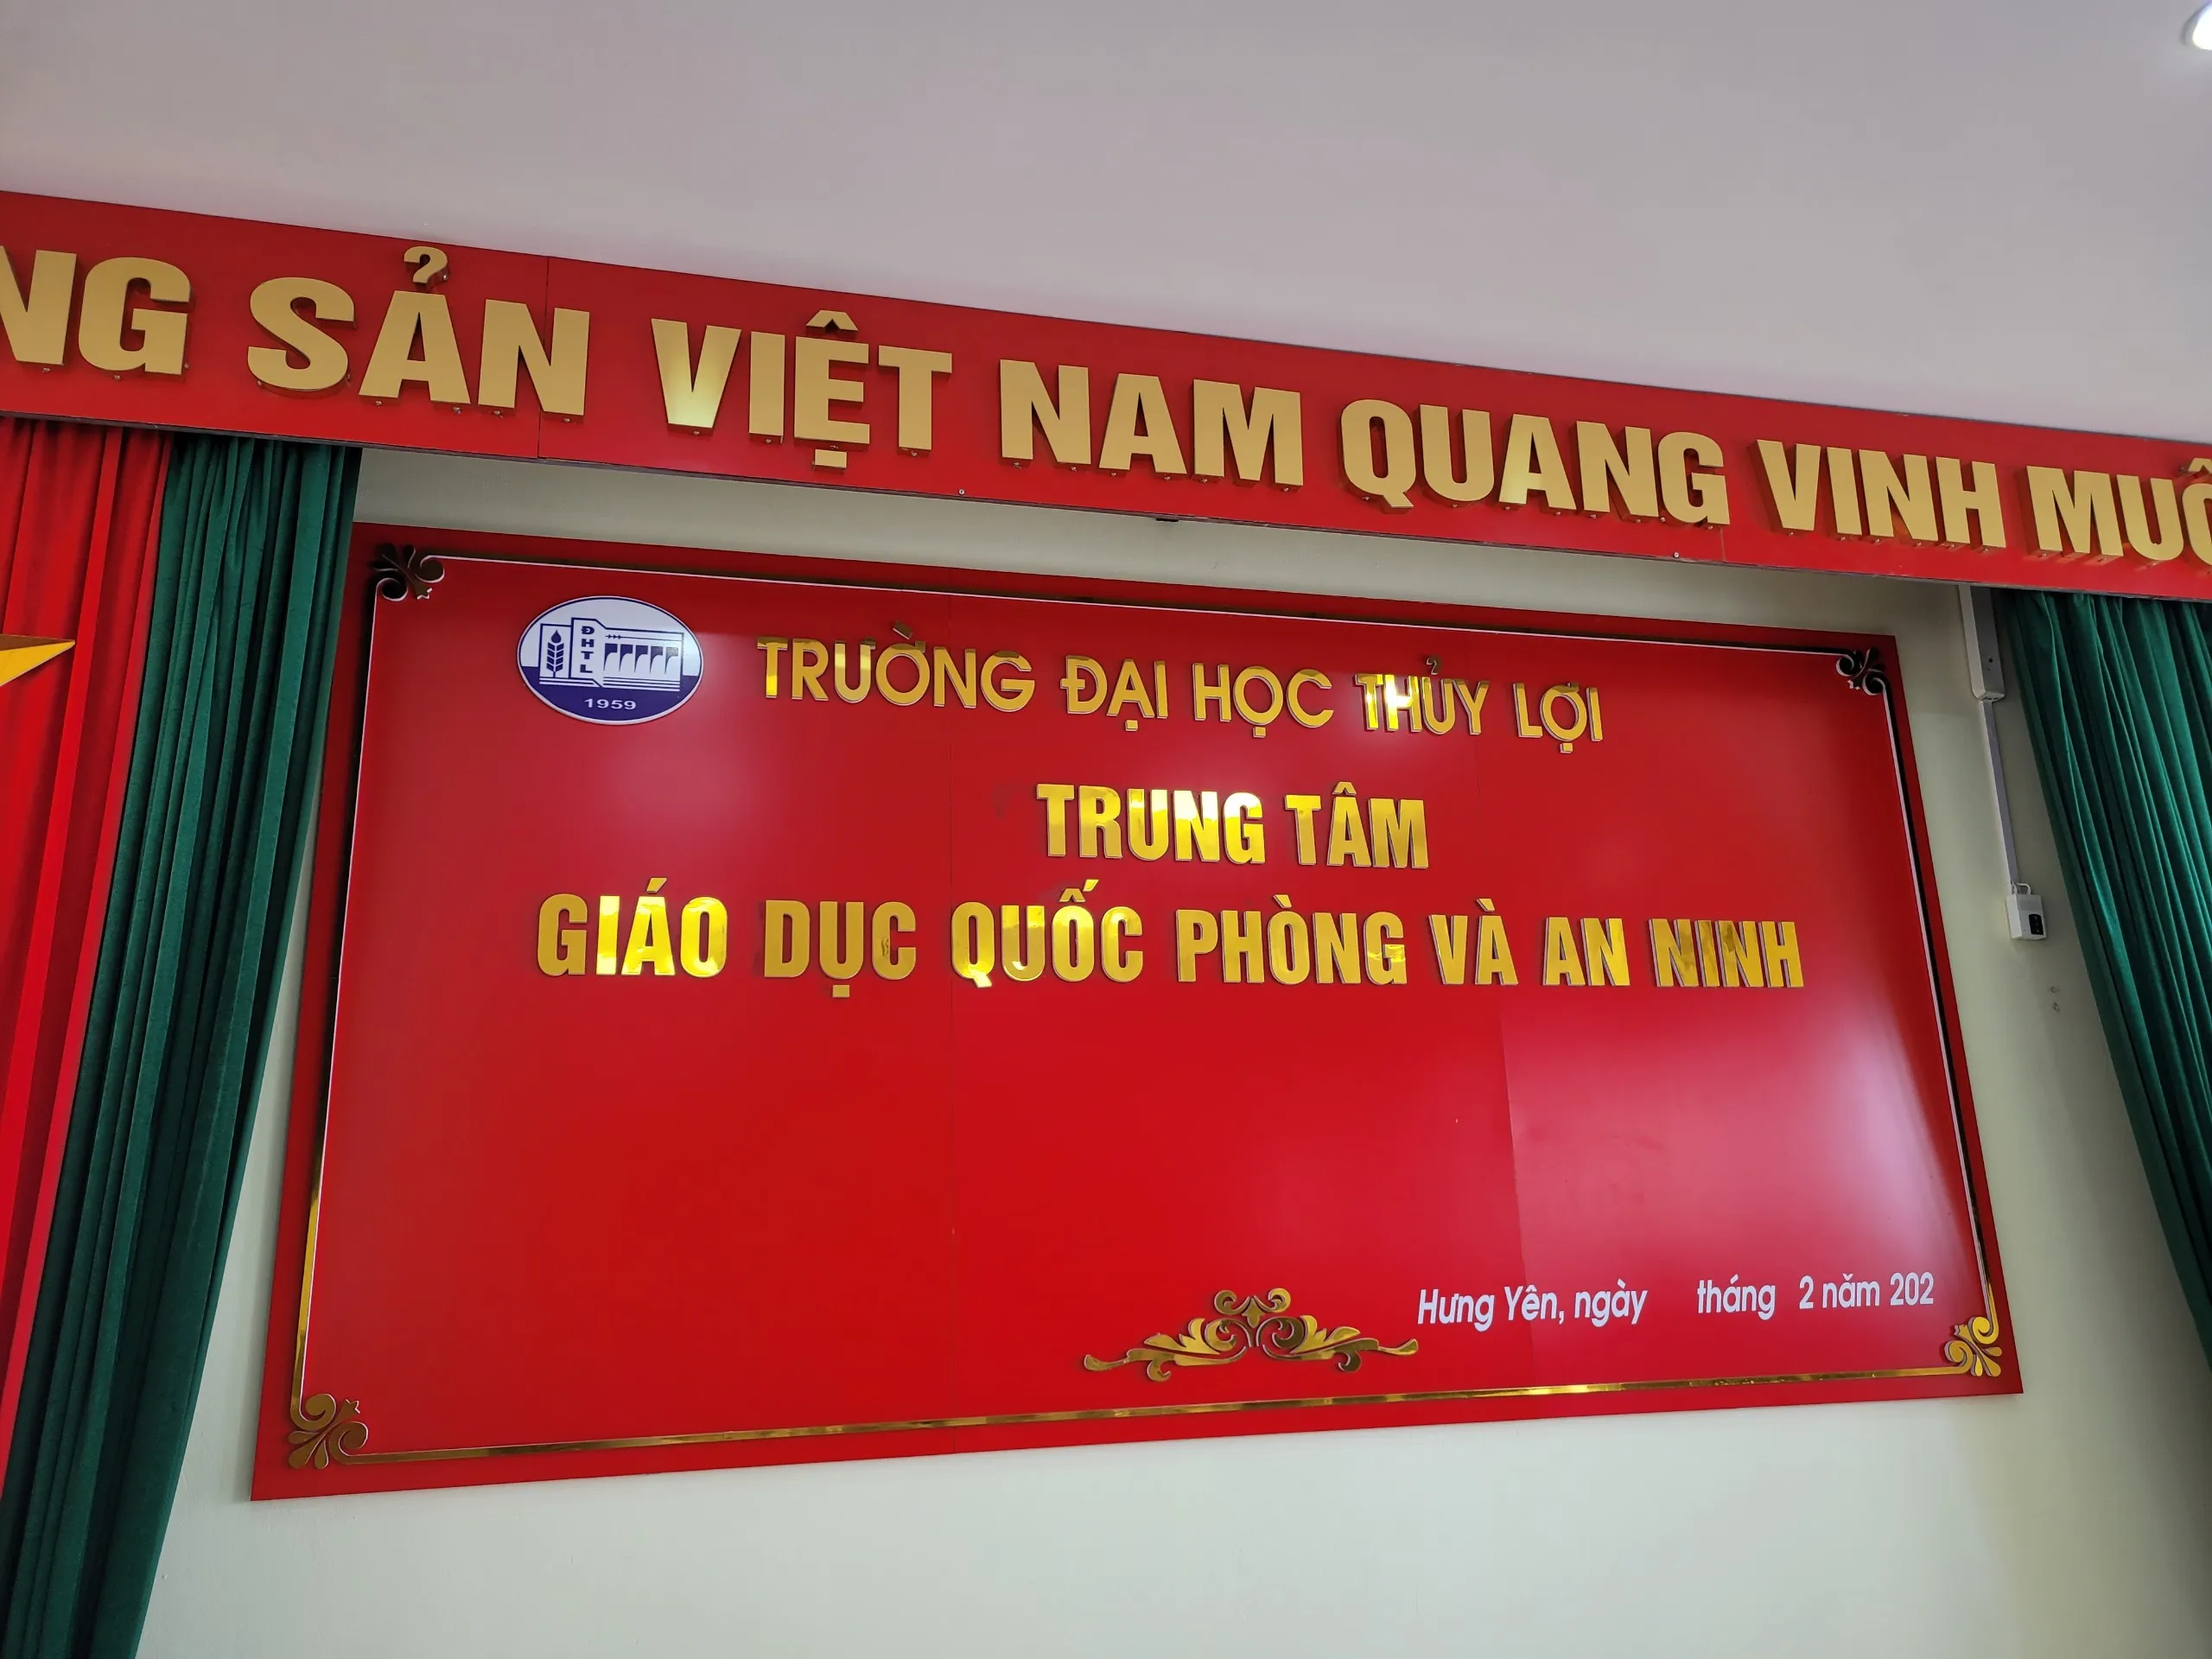 NG SẢN VIỆT NAM QUANG VINH MUÔ
ĐHTL
1959
TRƯỜNG ĐẠI HỌC THỦY LỢI
TRUNG TÂM
GIÁO DỤC QUỐC PHÒNG VÀ AN NINH
Hưng Yên, ngày tháng 2 năm 202